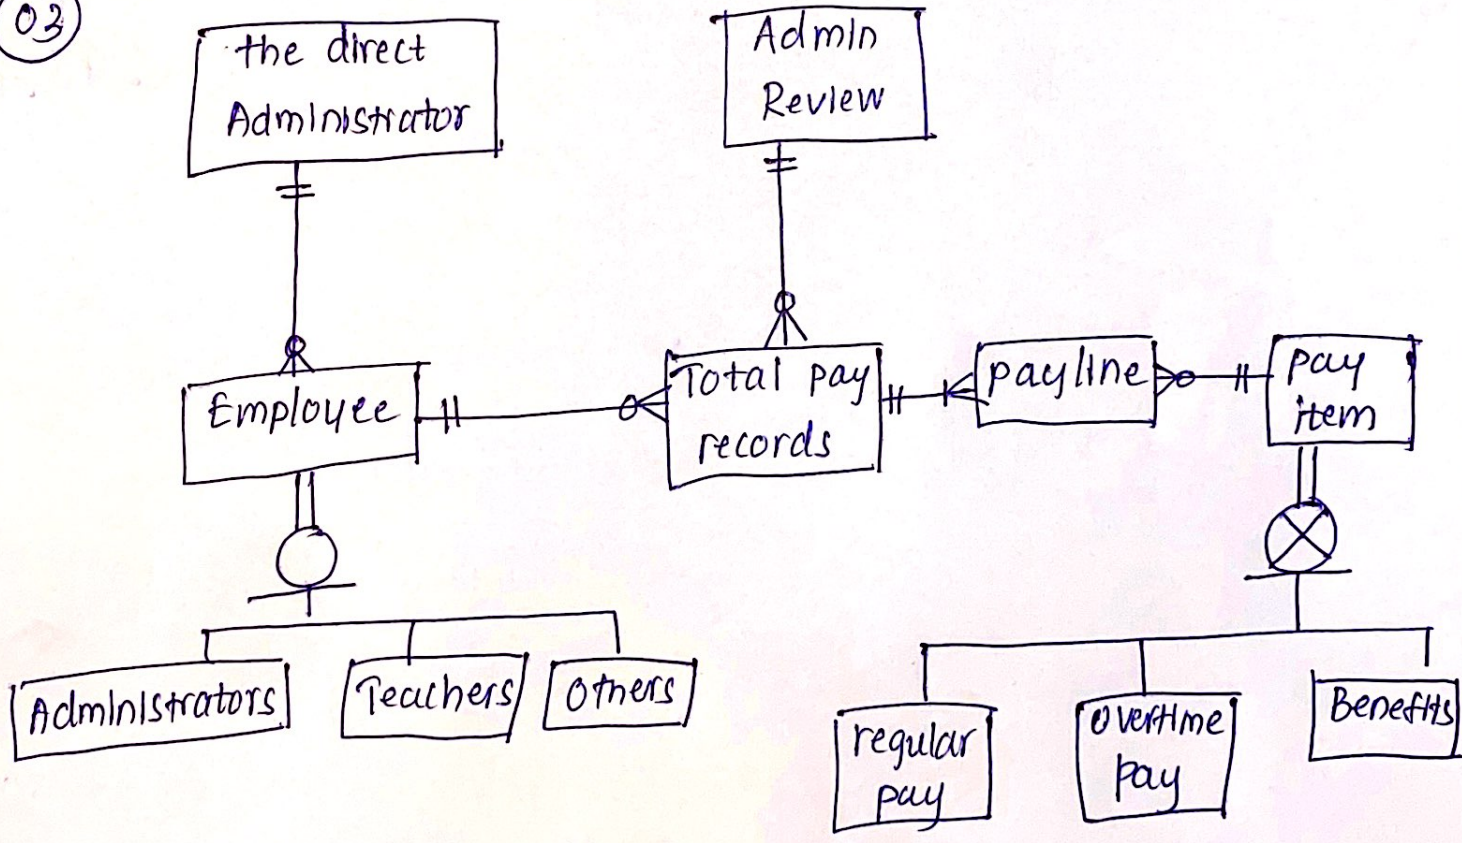 03
the direct
Administrator
Admin
Review
Employee
Total pay
records
payline
pay
item
Administrators
Teachers
Others
regular
pay
overtime
pay
Benefits